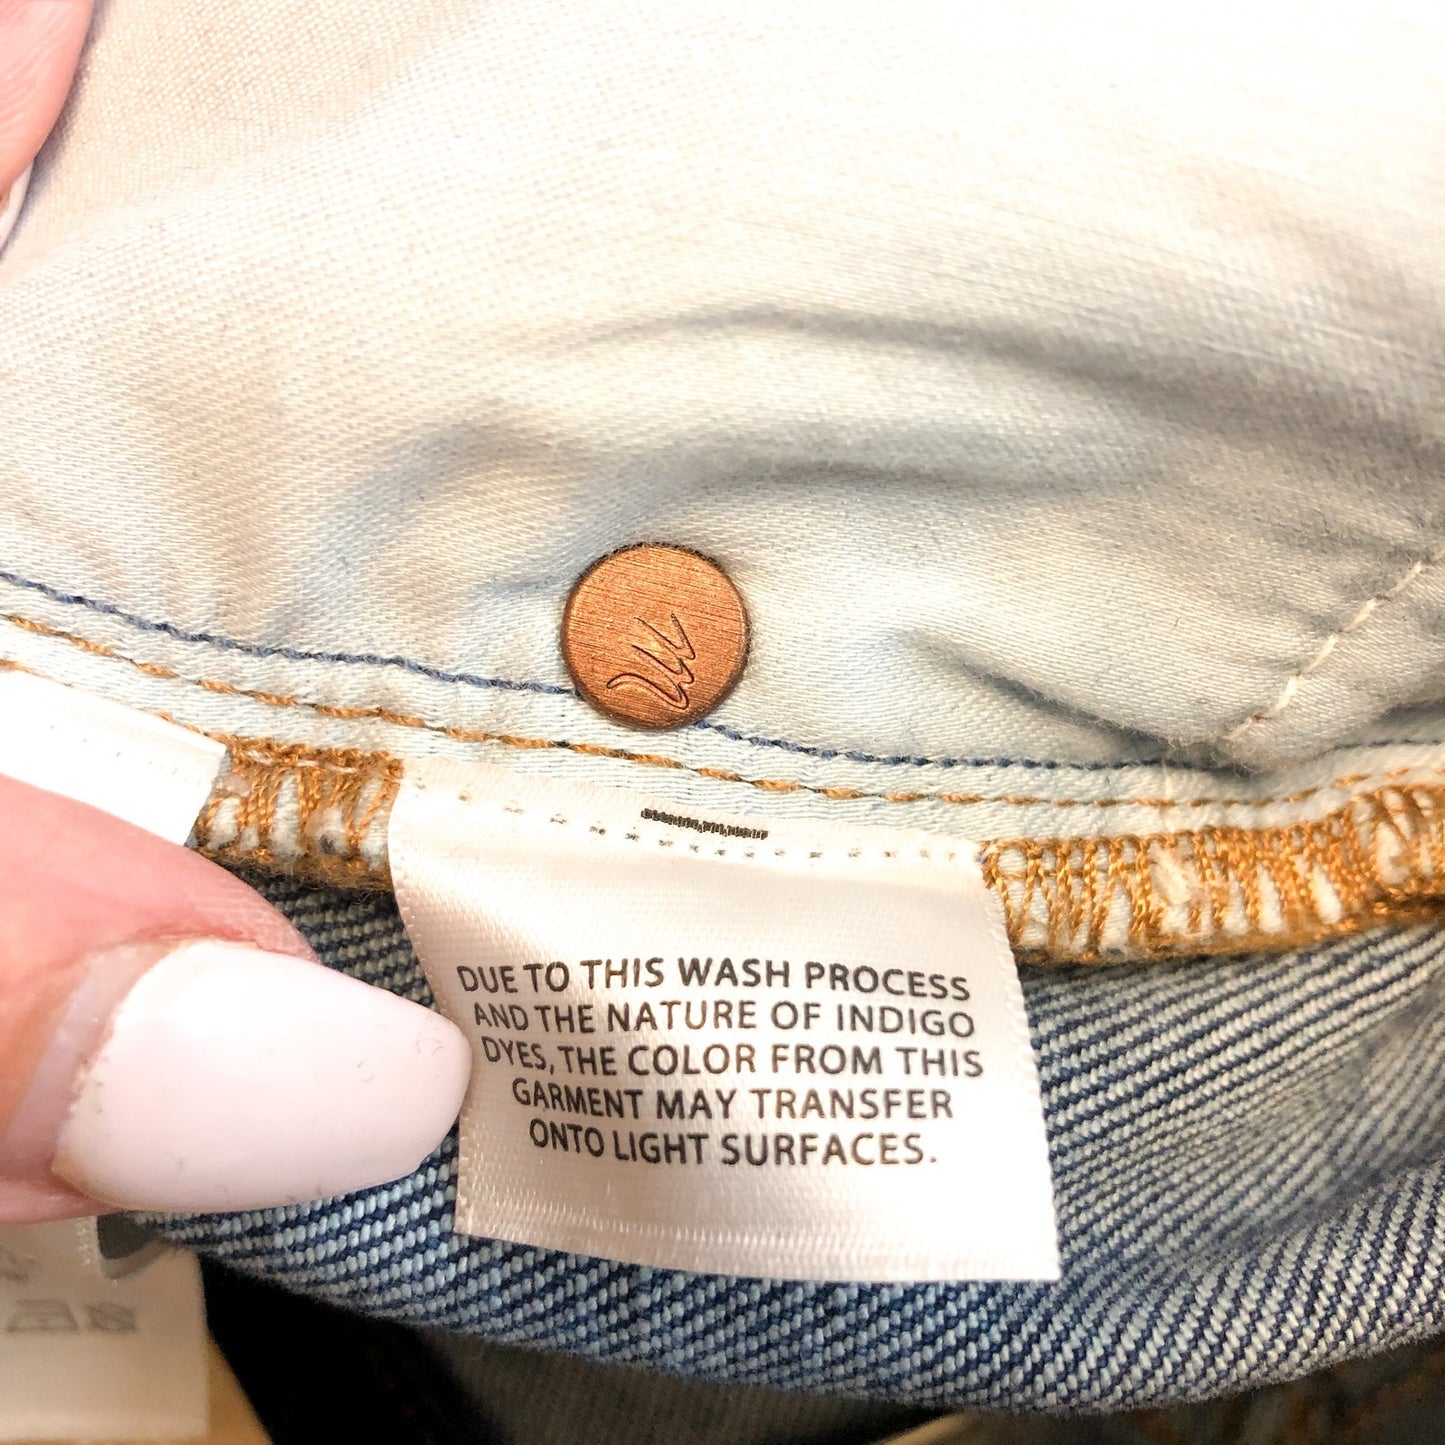 DUE TO THIS WASH PROCESS
AND THE NATURE OF INDIGO
DYES, THE COLOR FROM THIS
GARMENT MAY TRANSFER
ONTO LIGHT SURFACES.